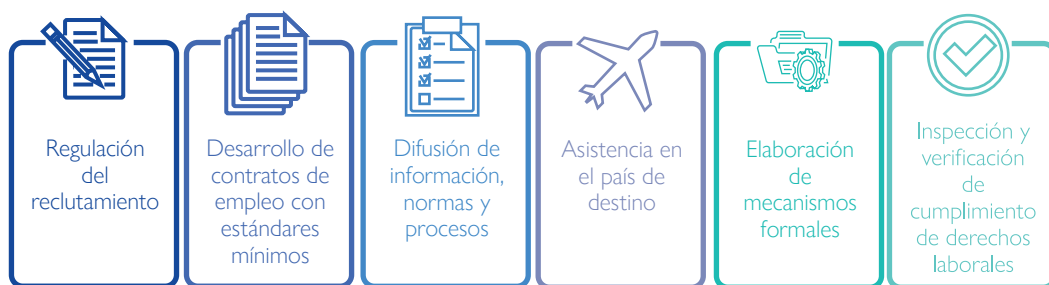 Regulación
del
reclutamiento
Desarrollo de
contratos de
empleo con
estándares
mínimos
Difusión de
información,
normas y
procesos
Asistencia en
el país de
destino
Elaboración
de
mecanismos
formales
Inspección y
verificación
de
cumplimiento
de derechos
laborales